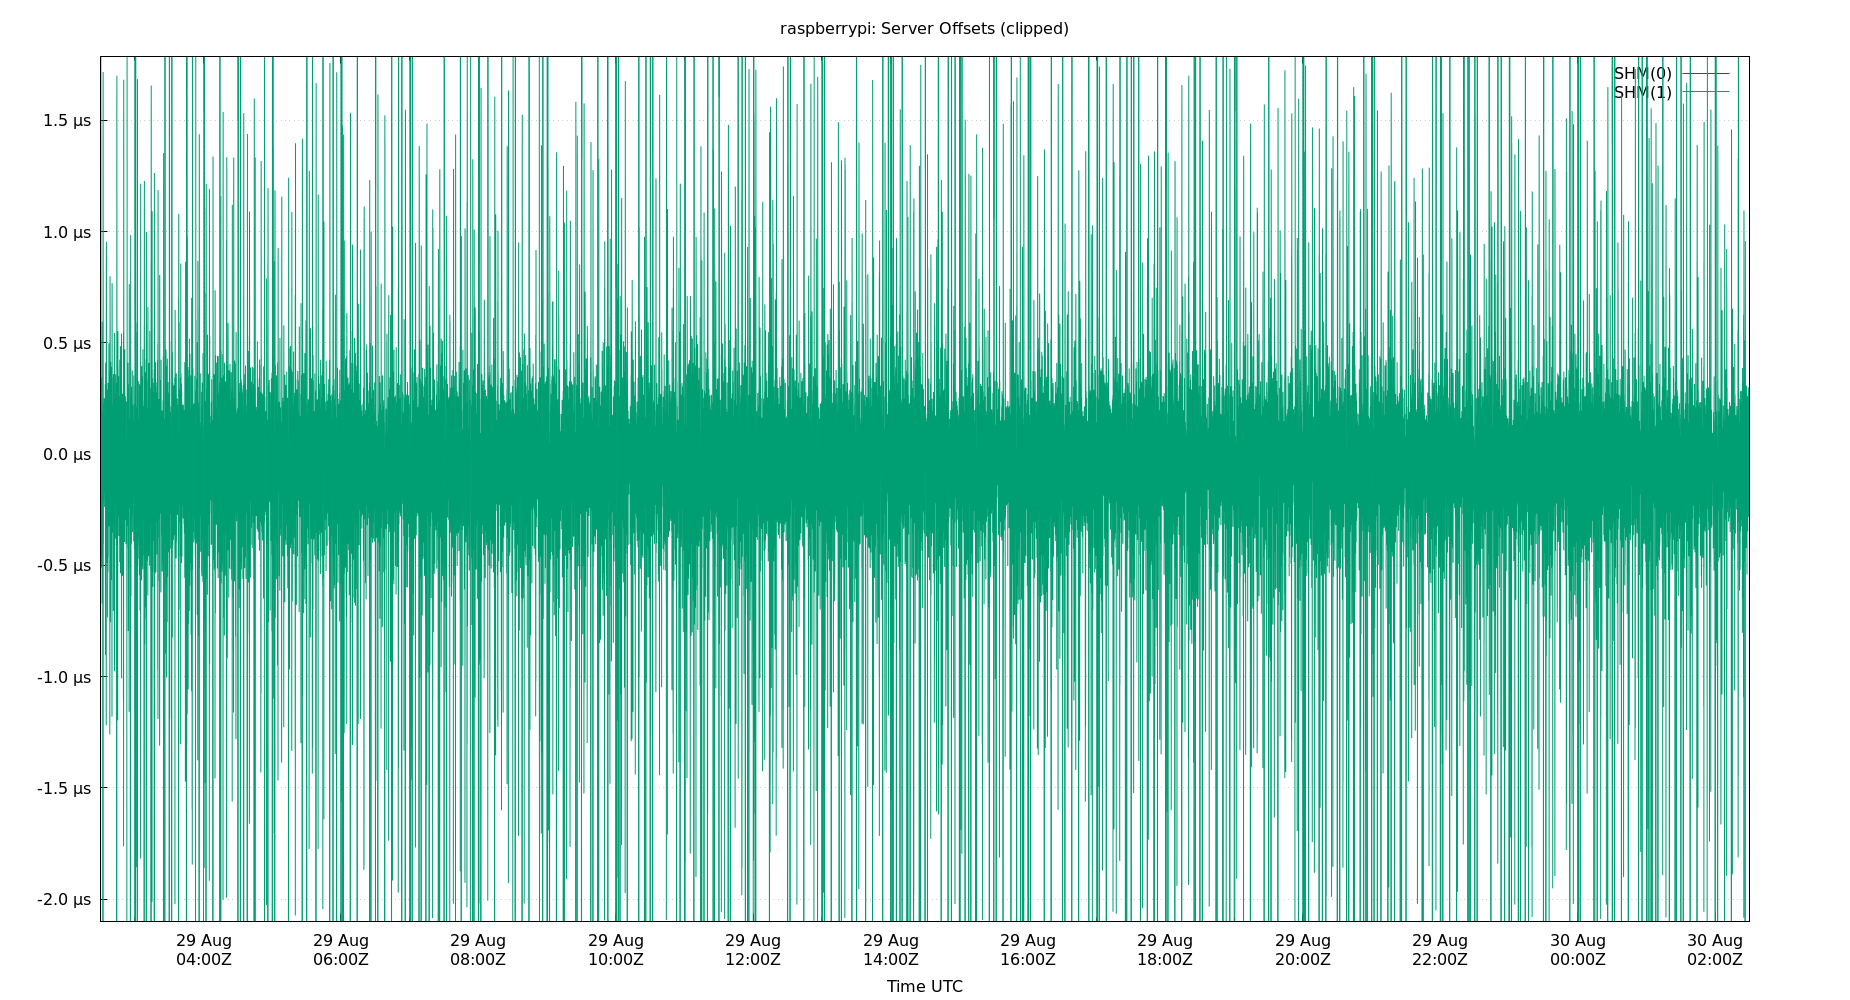 raspberrypi: Server Offsets (clipped)
SHM(0)
SHM(1)
1.5 µs
1.0 µs
0.5 µs
0.0 µs
-0.5 µs
-1.0 µs
-1.5 µs
-2.0 µs
29 Aug 29 Aug 29 Aug 29 Aug 29 Aug 29 Aug 29 Aug 29 Aug 29 Aug 29 Aug 30 Aug 30 Aug
04:00Z 06:00Z 08:00Z 10:00Z 12:00Z 14:00Z 16:00Z 18:00Z 20:00Z 22:00Z 00:00Z 02:00Z
Time UTC